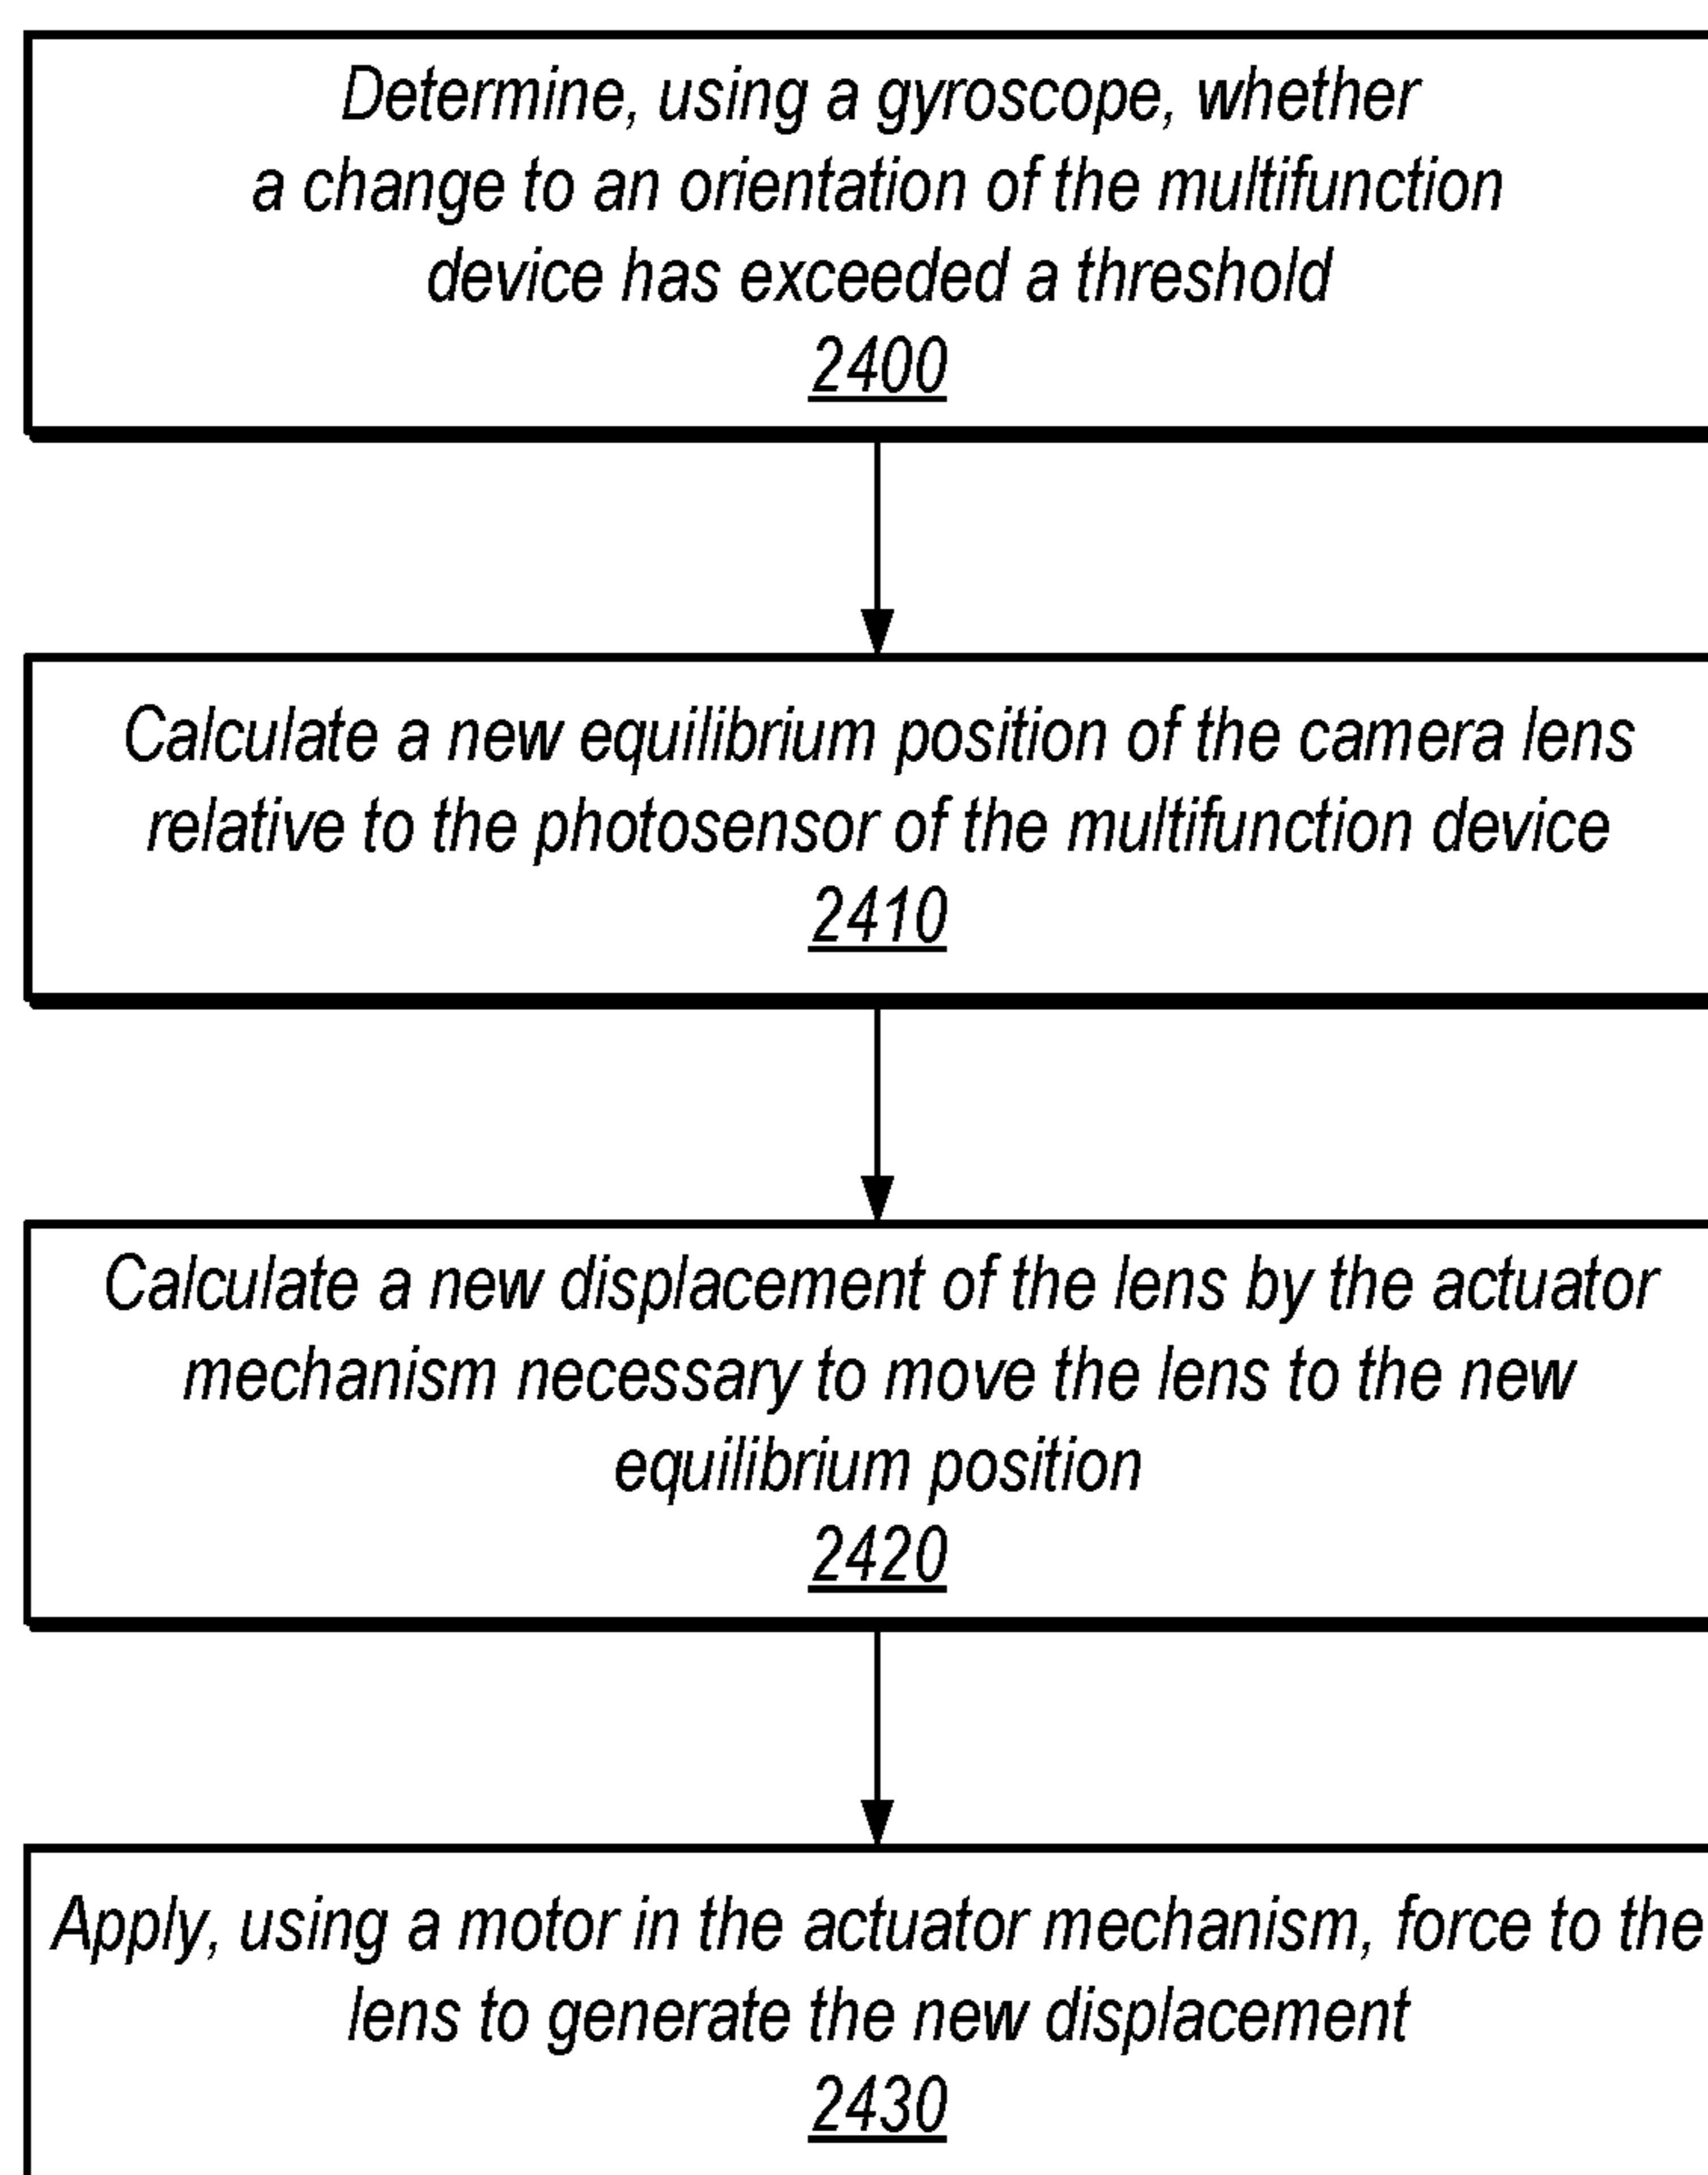 Determine, using a gyroscope, whether
a change to an orientation of the multifunction
device has exceeded a threshold
2400
Calculate a new equilibrium position of the camera lens
relative to the photosensor of the multifunction device
2410
Calculate a new displacement of the lens by the actuator
mechanism necessary to move the lens to the new
equilibrium position
2420
Apply, using a motor in the actuator mechanism, force to the
lens to generate the new displacement
2430